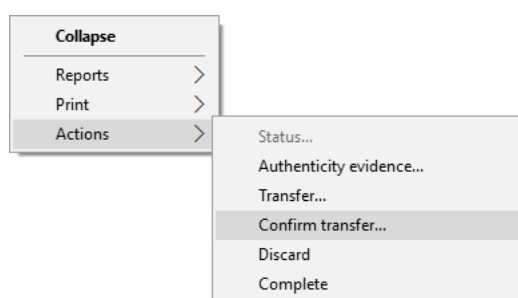 Collapse
Reports
Print
Actions
Status...
Authenticity evidence...
Transfer...
Confirm transfer...
Discard
Complete